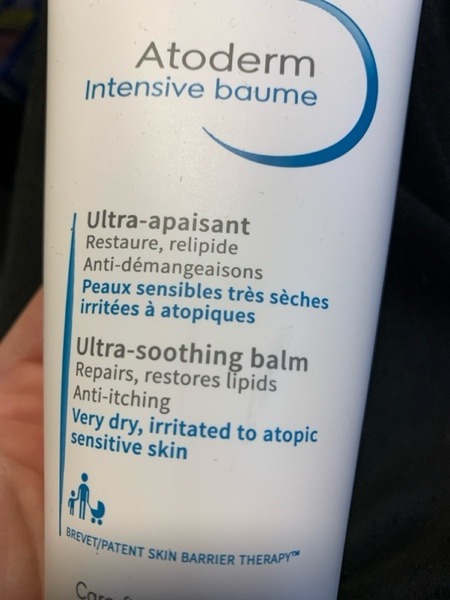 Atoderm
Intensive baume
Ultra-apaisant
Restaure, relipide
Anti-démangeaisons
Peaux sensibles très sèches
irritées à atopiques
Ultra-soothing balm
Repairs, restores lipids
Anti-itching
Very dry, irritated to atopic
sensitive skin
BREVET/PATENT SKIN BARRIER THERAPY™